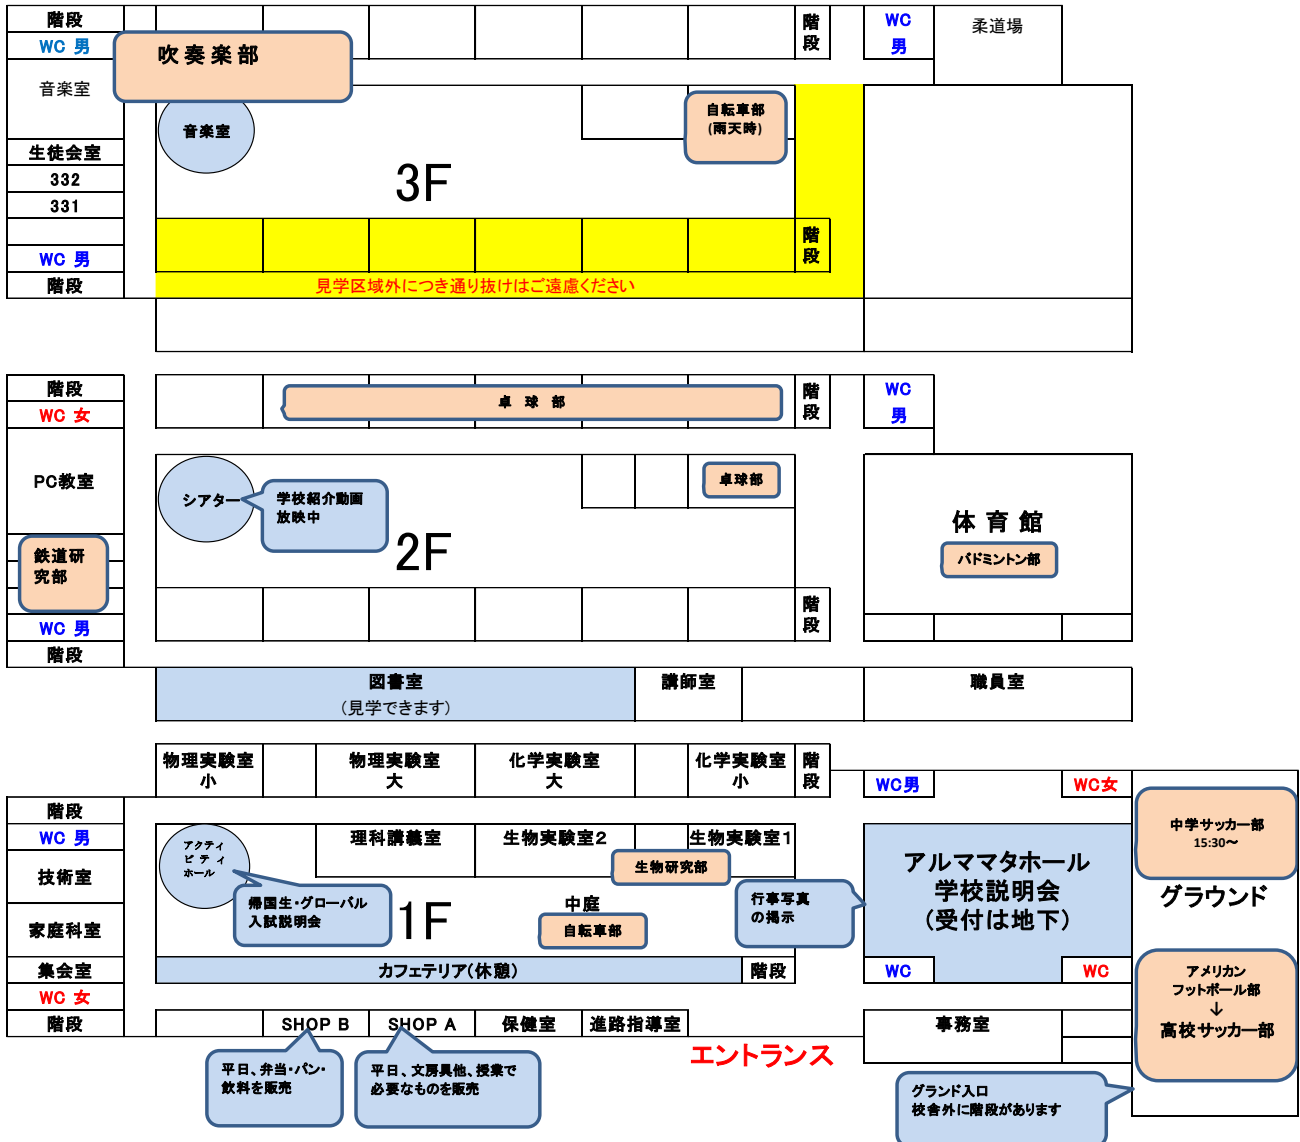 階段
WC 男
吹奏楽部
階
段
WC
男
柔道場
音楽室
音楽室
自転車部
(雨天時)
生徒会室
332
331
3F
WC 男
階段
階
段
見学区域外につき通り抜けはご遠慮ください
階段
WC 女
卓 球 部
階
段
WC
男
PC教室
シアター
学校紹介動画
放映中
卓球部
体 育 館
バドミントン部
2F
鉄道研
究部
WC 男
階段
階
段
図書室
(見学できます)
講師室
職員室
物理実験室
小
物理実験室
大
化学実験室
大
化学実験室
小
階
段
WC男
WC女
階段
WC 男
技術室
家庭科室
集会室
WC 女
階段
アクティ
ビ テ ィ
ホール
理科講義室
生物実験室2
生物実験室1
生物研究部
帰国生・グローバル
入試説明会
1F
中庭
自転車部
行事写真
の掲示
アルママタホール
学校説明会
(受付は地下)
中学サッカー部
15:30～
グラウンド
カフェテリア(休憩)
階段
WC
WC
アメリカン
フットボール部
↓
高校サッカー部
SHOP B
SHOP A
保健室
進路指導室
事務室
エントランス
平日、弁当・パン・
飲料を販売
平日、文房具他、授業で
必要なものを販売
グランド入口
校舎外に階段があります